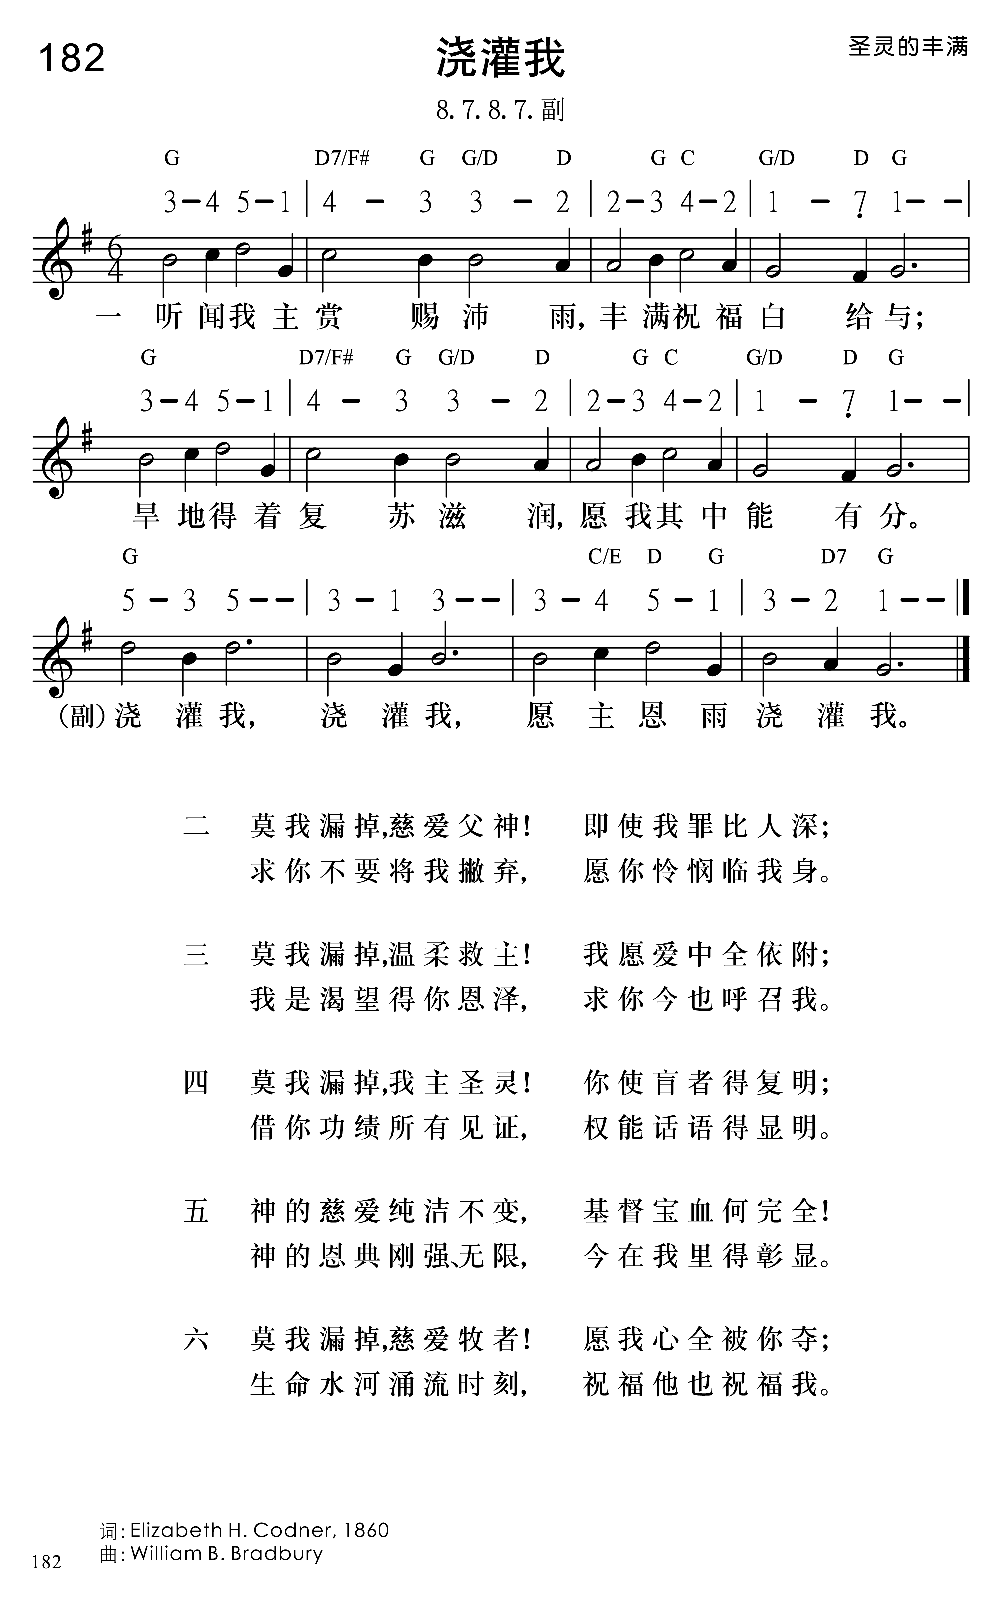 182 浇灌我 圣灵的丰满
8. 7. 8. 7. 副
G D7/F# G G/D D G C G/D D G
3–4 5–1 | 4 – 3 3 – 2 | 2–3 4–2 | 1 – 7̣ 1– – |
6/4
一 听闻我主赏赐沛雨,丰满祝福白给与;
G D7/F# G G/D D G C G/D D G
3–4 5–1 | 4 – 3 3 – 2 | 2–3 4–2 | 1 – 7̣ 1– – |
旱地得着复苏滋润,愿我其中能有分。
G C/E D G D7 G
5 – 3 5 – – | 3 – 1 3 – – | 3 – 4 5 – 1 | 3 – 2 1 – – ‖
(副)浇灌我,浇灌我,愿主恩雨浇灌我。
二 莫我漏掉,慈爱父神! 即使我罪比人深;
求你不要将我撇弃, 愿你怜悯临我身。
三 莫我漏掉,温柔救主! 我愿爱中全依附;
我是渴望得你恩泽, 求你今也呼召我。
四 莫我漏掉,我主圣灵! 你使盲者得复明;
借你功绩所有见证, 权能话语得显明。
五 神的慈爱纯洁不变, 基督宝血何完全!
神的恩典刚强、无限, 今在我里得彰显。
六 莫我漏掉,慈爱牧者! 愿我心全被你夺;
生命水河涌流时刻, 祝福他也祝福我。
词: Elizabeth H. Codner, 1860
曲: William B. Bradbury
182